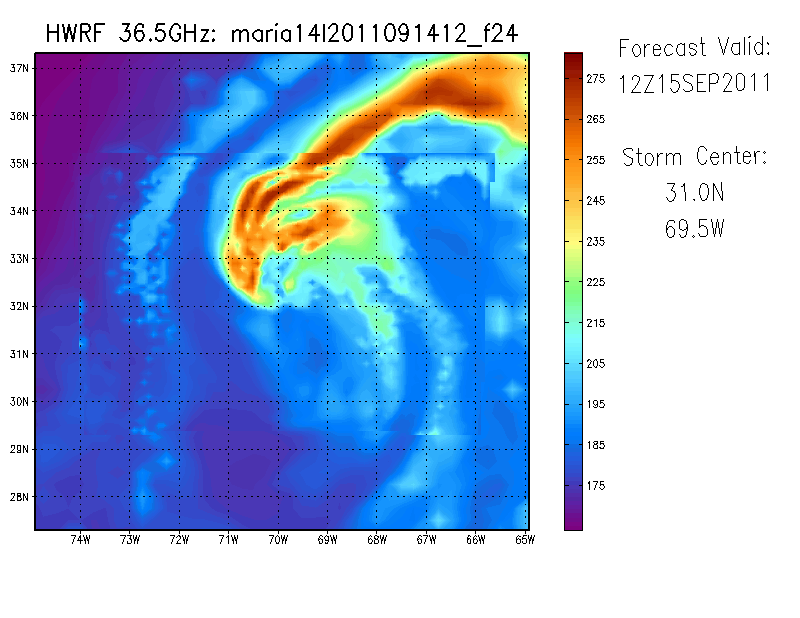 HWRF 36.5GHz: maria14l2011091412_f24
Forecast Valid:
12Z15SEP2011
Storm Center:
31.0N
69.5W
37N
36N
35N
34N
33N
32N
31N
30N
29N
28N
74W 73W 72W 71W 70W 69W 68W 67W 66W 65W
275
265
255
245
235
225
215
205
195
185
175